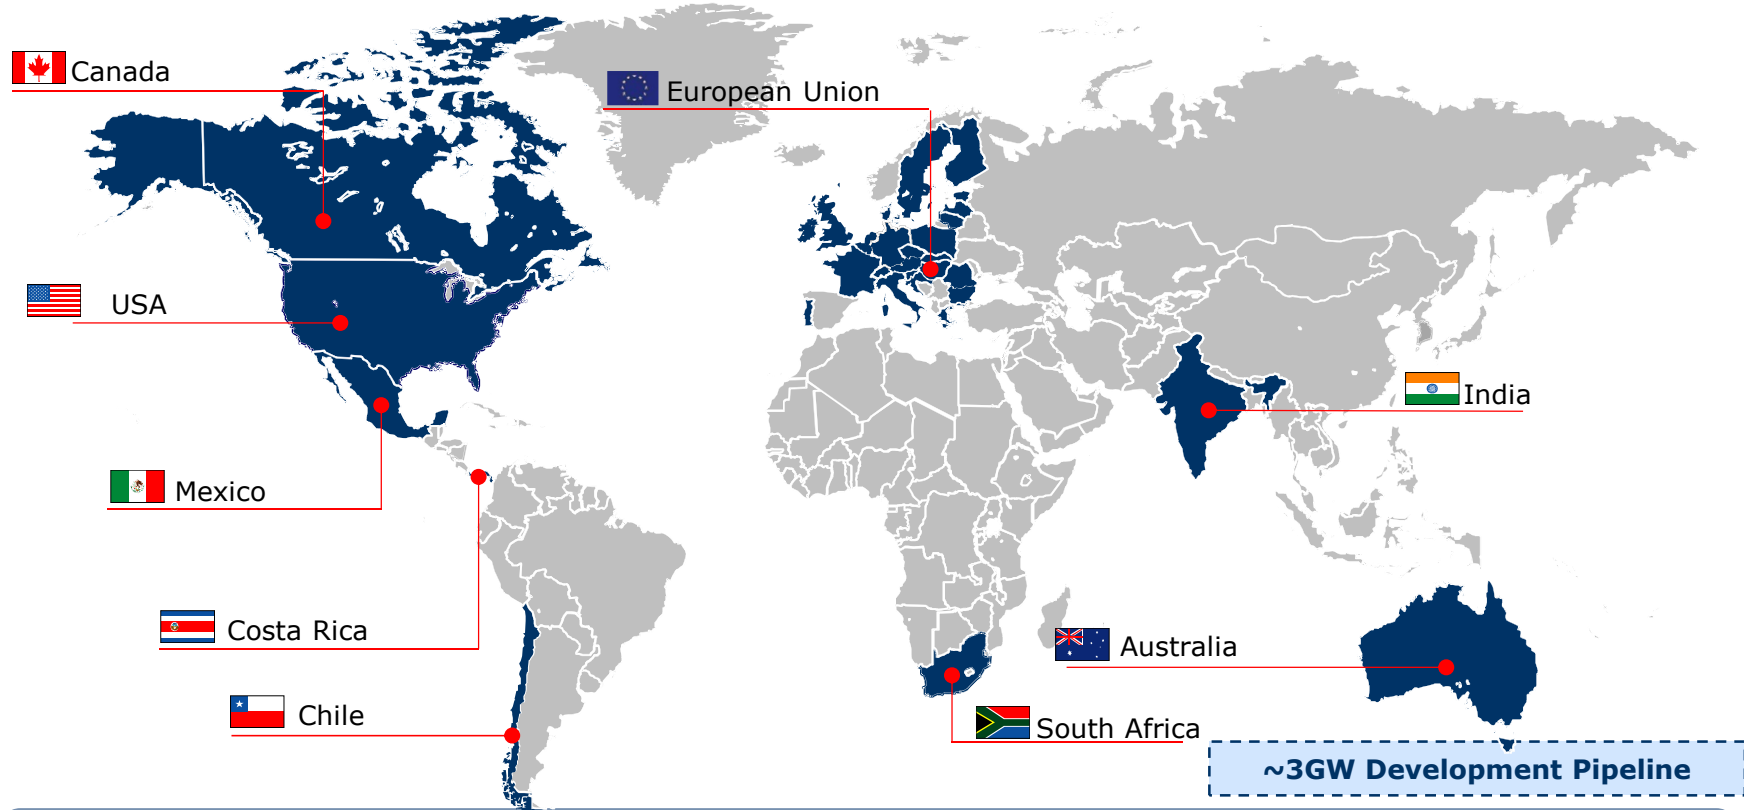 Canada
European Union
USA
India
Mexico
Costa Rica
Australia
Chile
South Africa
~3GW Development Pipeline